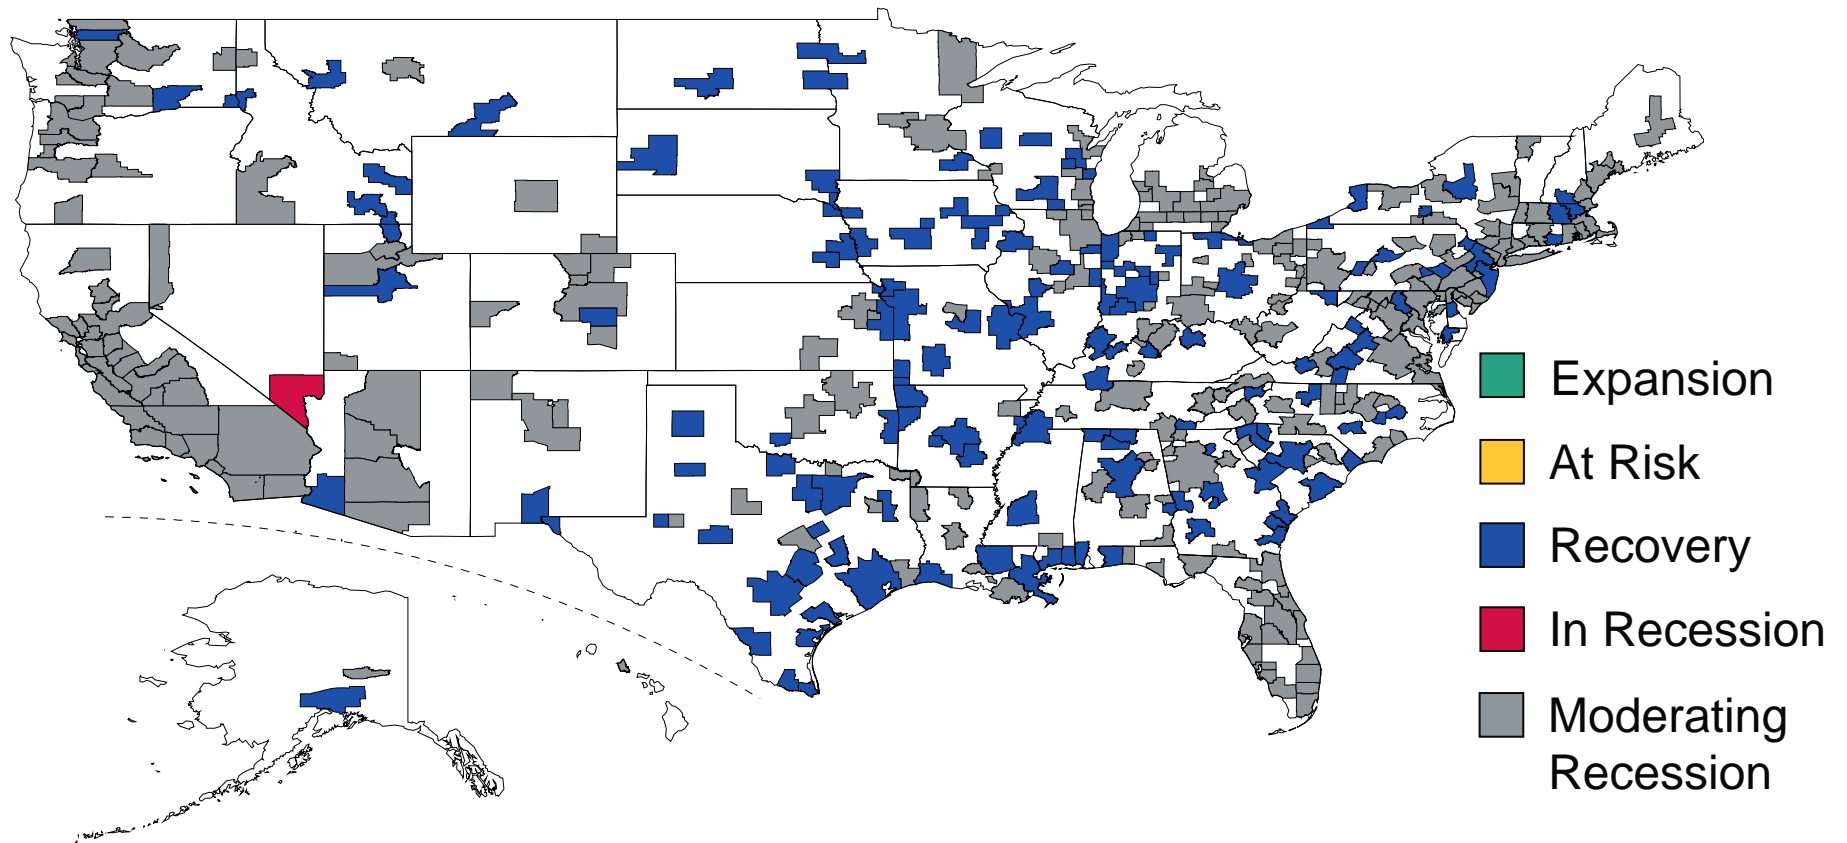 Expansion
At Risk
Recovery
In Recession
Moderating
Recession